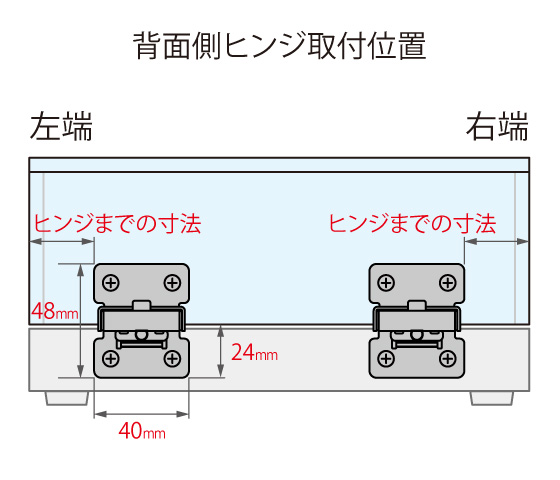 背面側ヒンジ取付位置
左端
右端
ヒンジまでの寸法
ヒンジまでの寸法
48mm
24mm
40mm